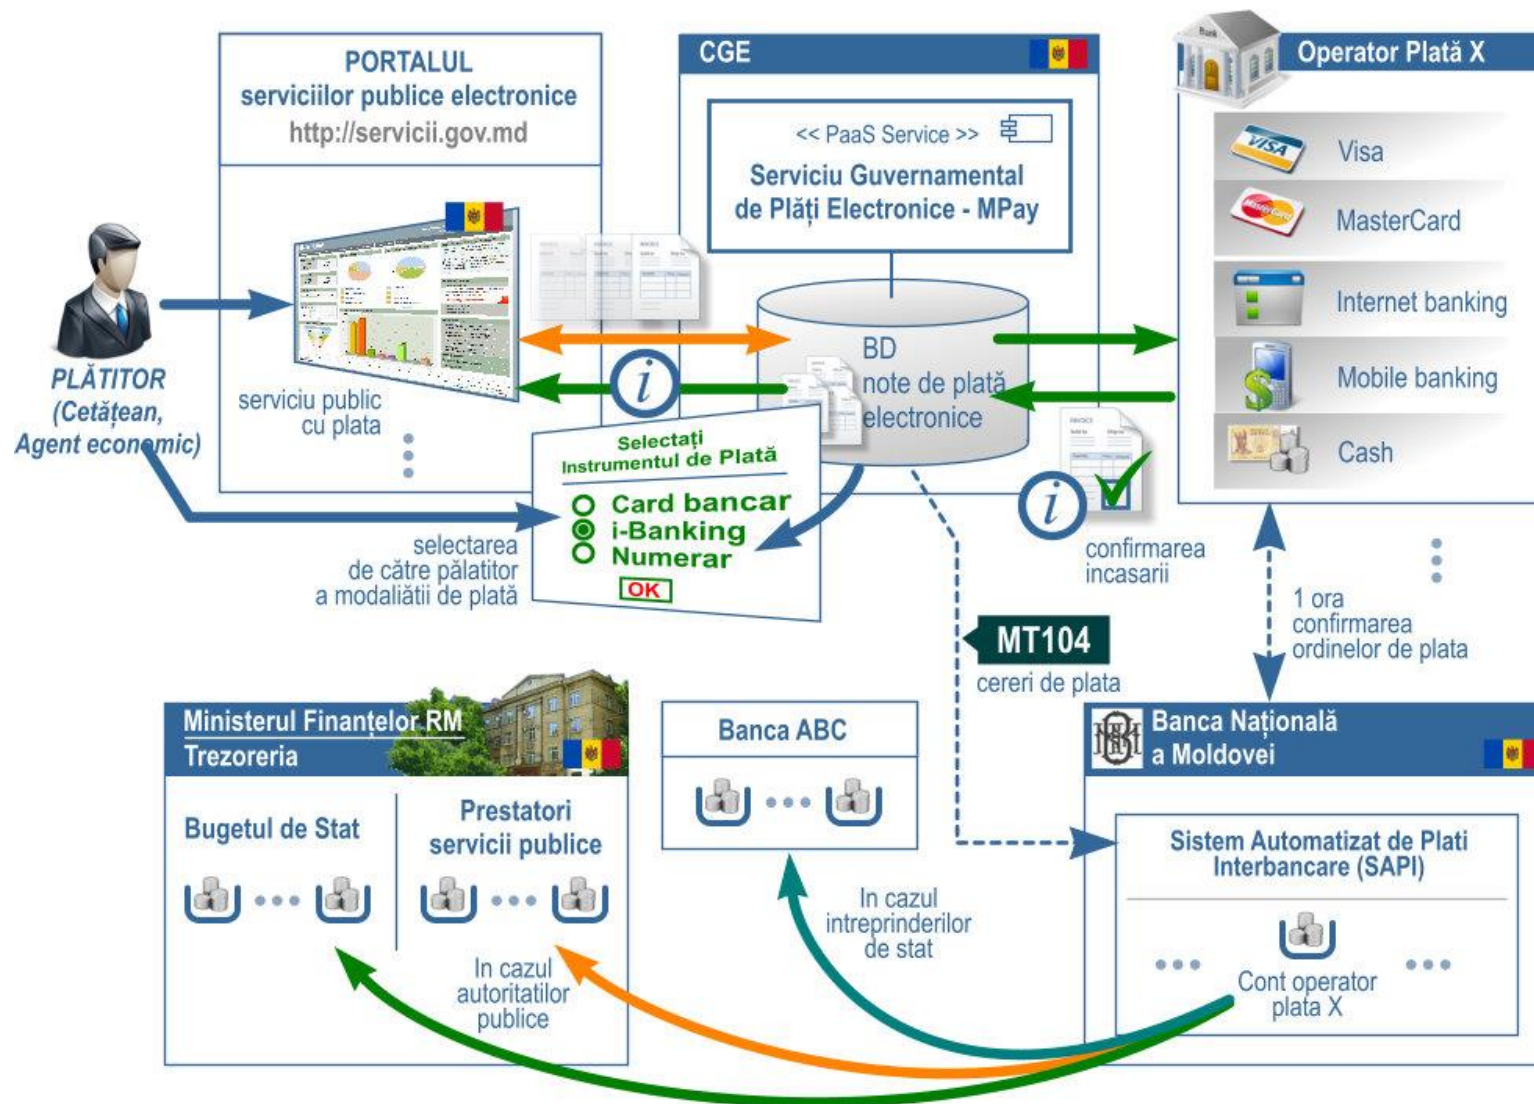 PORTALUL
serviciilor publice electronice
http://servicii.gov.md
CGE
<< PaaS Service >>
Serviciu Guvernamental
de Plăți Electronice - MPay
Bank
Operator Plată X
VISA
Visa
MasterCard
MasterCard
Internet banking
Mobile banking
Cash
PLĂTITOR
(Cetățean,
Agent economic)
serviciu public
cu plata
INVOICE
i
BD
note de plată
electronice
Selectați
Instrumentul de Plată
Card bancar
i-Banking
Numerar
OK
selectarea
de către pălatitor
a modaliătii de plată
INVOICE
i
confirmarea
incasarii
1 ora
confirmarea
ordinelor de plata
MT104
cereri de plata
Ministerul Finanțelor RM
Trezoreria
Bugetul de Stat
Prestatori
servicii publice
In cazul
autoritatilor
publice
Banca ABC
In cazul
intreprinderilor
de stat
Banca Națională
a Moldovei
Sistem Automatizat de Plati
Interbancare (SAPI)
Cont operator
plata X